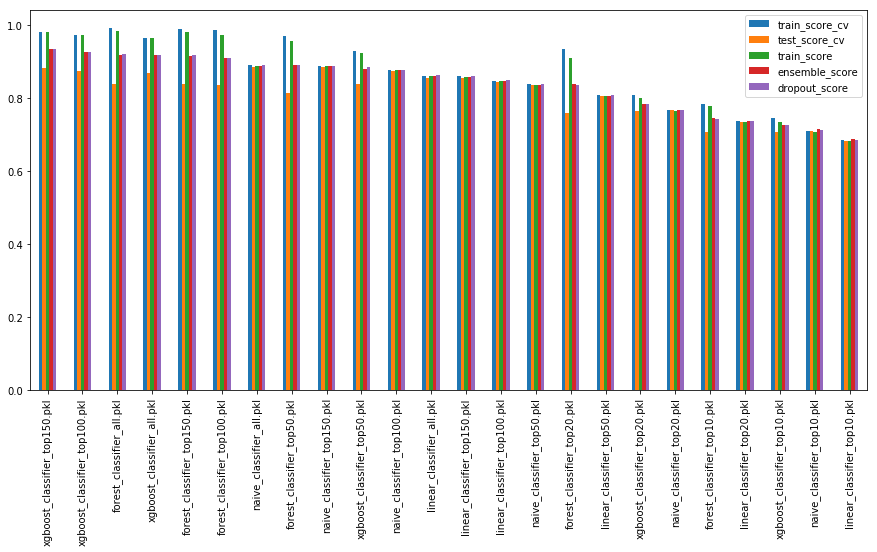 1.0
0.8
0.6
0.4
0.2
0.0
train_score_cv
test_score_cv
train_score
ensemble_score
dropout_score
xgboost_classifier_top150.pkl
xgboost_classifier_top100.pkl
forest_classifier_all.pkl
xgboost_classifier_all.pkl
forest_classifier_top150.pkl
forest_classifier_top100.pkl
naive_classifier_all.pkl
forest_classifier_top50.pkl
naive_classifier_top150.pkl
xgboost_classifier_top50.pkl
naive_classifier_top100.pkl
linear_classifier_all.pkl
linear_classifier_top150.pkl
linear_classifier_top100.pkl
naive_classifier_top50.pkl
forest_classifier_top20.pkl
linear_classifier_top50.pkl
xgboost_classifier_top20.pkl
naive_classifier_top20.pkl
forest_classifier_top10.pkl
linear_classifier_top20.pkl
xgboost_classifier_top10.pkl
naive_classifier_top10.pkl
linear_classifier_top10.pkl